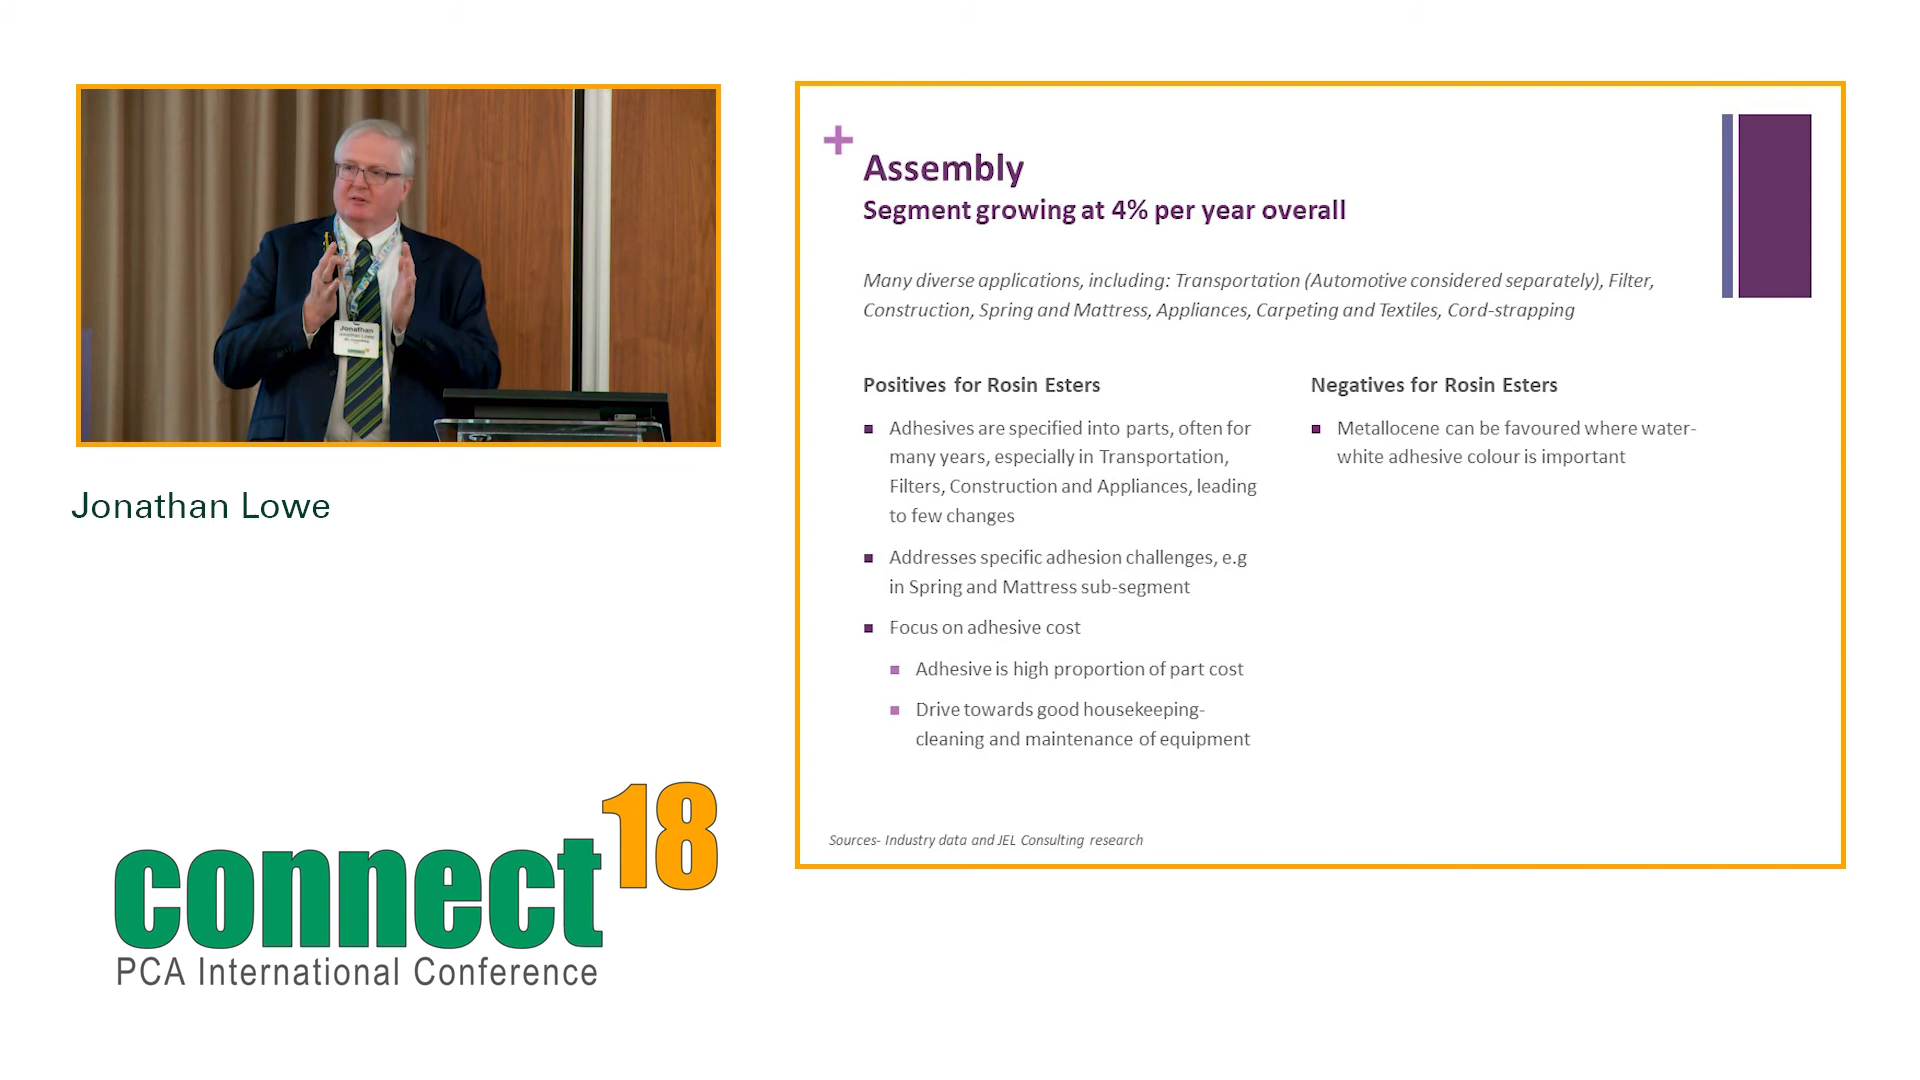 Jonathan
Jonathan Lowe
Jonathan Lowe
connect18
PCA International Conference
+
Assembly
Segment growing at 4% per year overall
Many diverse applications, including: Transportation (Automotive considered separately), Filter,
Construction, Spring and Mattress, Appliances, Carpeting and Textiles, Cord-strapping
Positives for Rosin Esters
Adhesives are specified into parts, often for
many years, especially in Transportation,
Filters, Construction and Appliances, leading
to few changes
Addresses specific adhesion challenges, e.g
in Spring and Mattress sub-segment
Focus on adhesive cost
Adhesive is high proportion of part cost
Drive towards good housekeeping-
cleaning and maintenance of equipment
Negatives for Rosin Esters
Metallocene can be favoured where water-
white adhesive colour is important
Sources- Industry data and JEL Consulting research